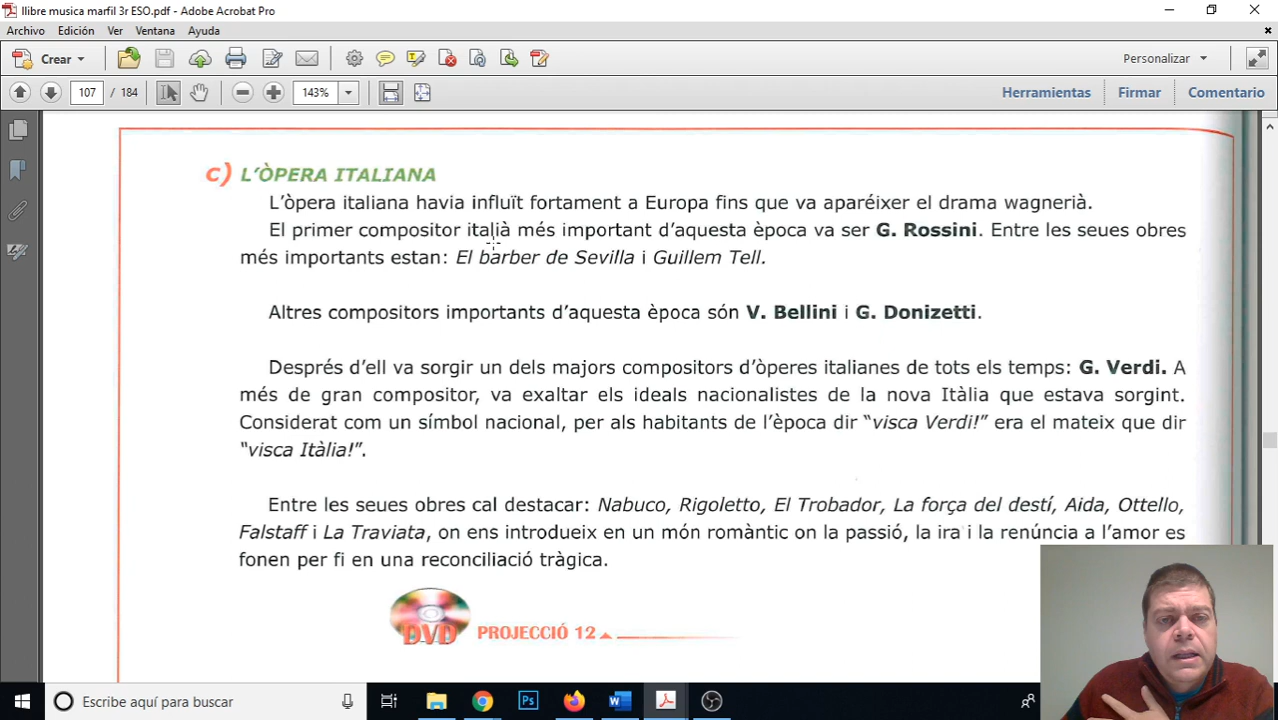 llibre musica marfil 3r ESO.pdf - Adobe Acrobat Pro
Archivo Edición Ver Ventana Ayuda
Crear Personalizar
107 / 184 143% Herramientas Firmar Comentario
c) L'ÒPERA ITALIANA
L'òpera italiana havia influït fortament a Europa fins que va aparéixer el drama wagnerià.
El primer compositor italià més important d'aquesta època va ser G. Rossini. Entre les seues obres
més importants estan: El barber de Sevilla i Guillem Tell.
Altres compositors importants d'aquesta època són V. Bellini i G. Donizetti.
Després d'ell va sorgir un dels majors compositors d'òperes italianes de tots els temps: G. Verdi. A
més de gran compositor, va exaltar els ideals nacionalistes de la nova Itàlia que estava sorgint.
Considerat com un símbol nacional, per als habitants de l'època dir "visca Verdi!" era el mateix que dir
"visca Itàlia!".
Entre les seues obres cal destacar: Nabuco, Rigoletto, El Trobador, La força del destí, Aida, Ottello,
Falstaff i La Traviata, on ens introdueix en un món romàntic on la passió, la ira i la renúncia a l'amor es
fonen per fi en una reconciliació tràgica.
DVD PROJECCIÓ 12
Escribe aquí para buscar